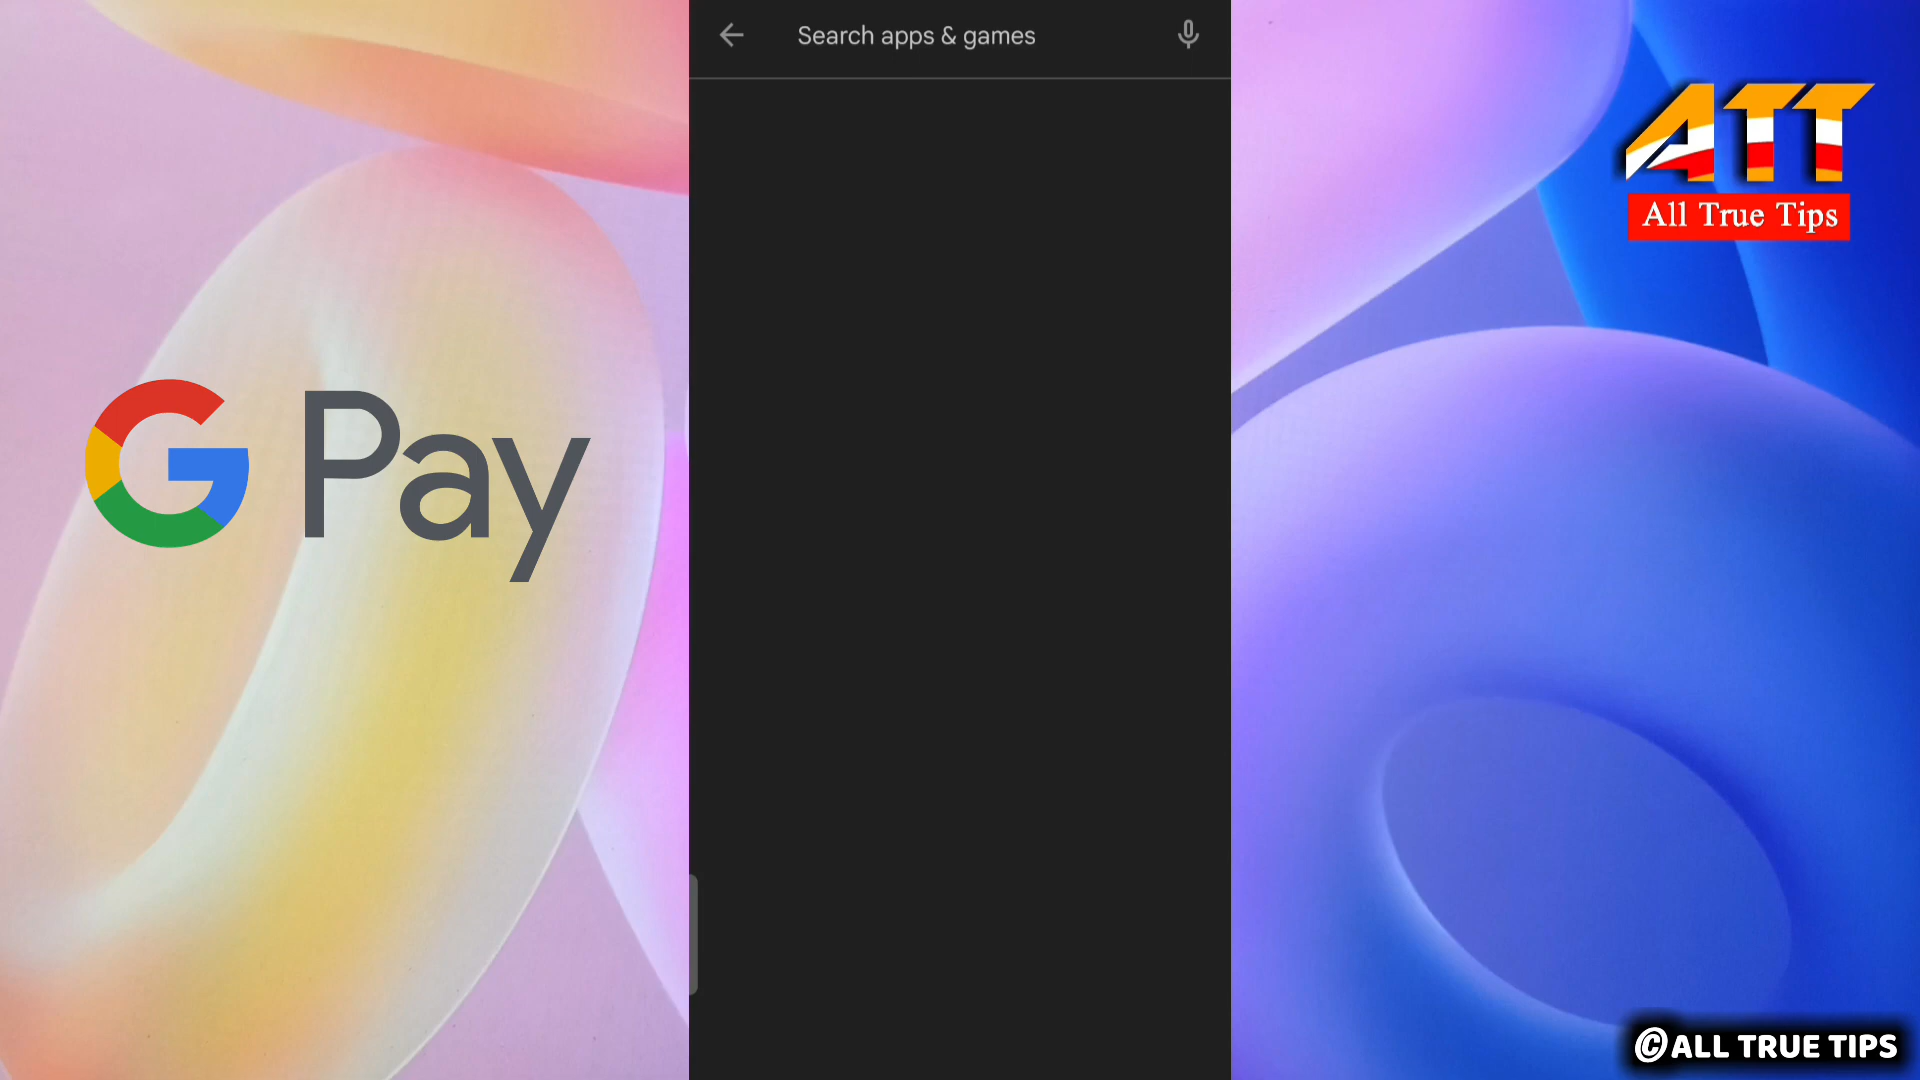 Search apps & games
G Pay
ATT
All True Tips
©ALL TRUE TIPS